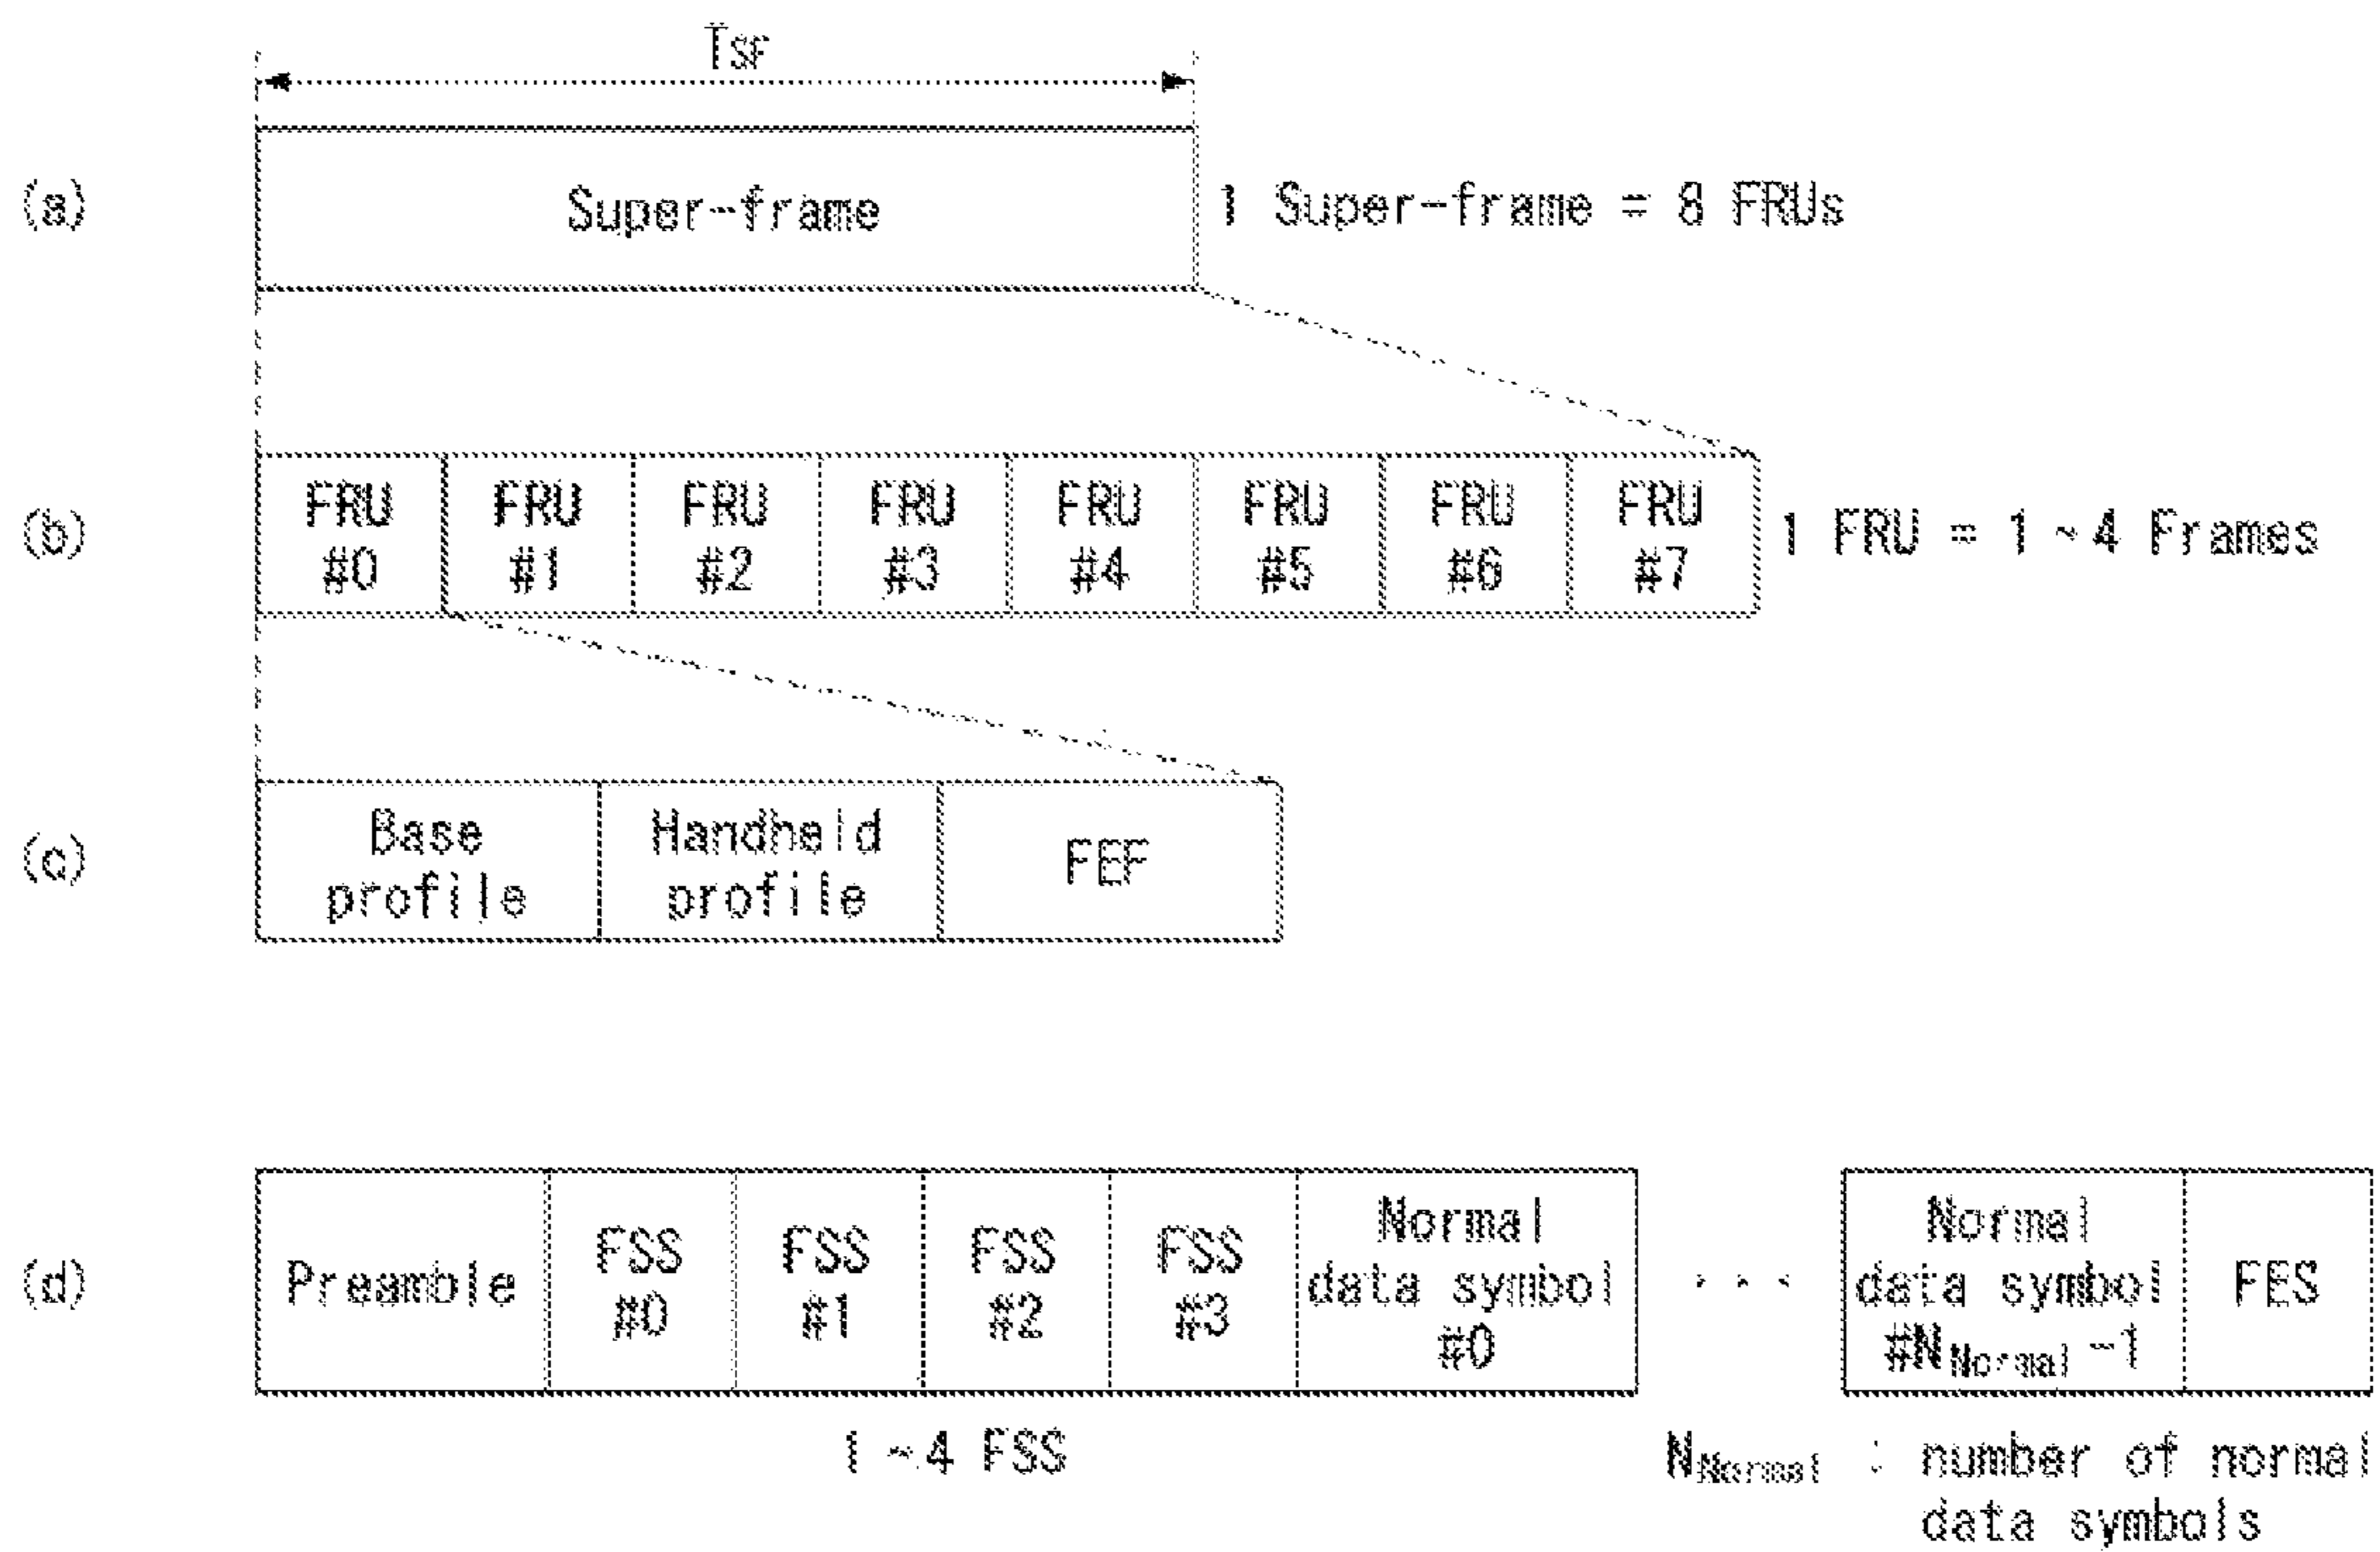 TSF
(a)
Super-frame
1 Super-frame = 8 FRUs
(b)
FRU #0
FRU #1
FRU #2
FRU #3
FRU #4
FRU #5
FRU #6
FRU #7
1 FRU = 1 ~ 4 Frames
(c)
Base
profile
Handheld
profile
FEF
(d)
Preamble
FSS #0
FSS #1
FSS #2
FSS #3
Normal
data symbol
#0
. . .
Normal
data symbol
#NNormal -1
FES
1 ~ 4 FSS
NNormal : number of normal
data symbols